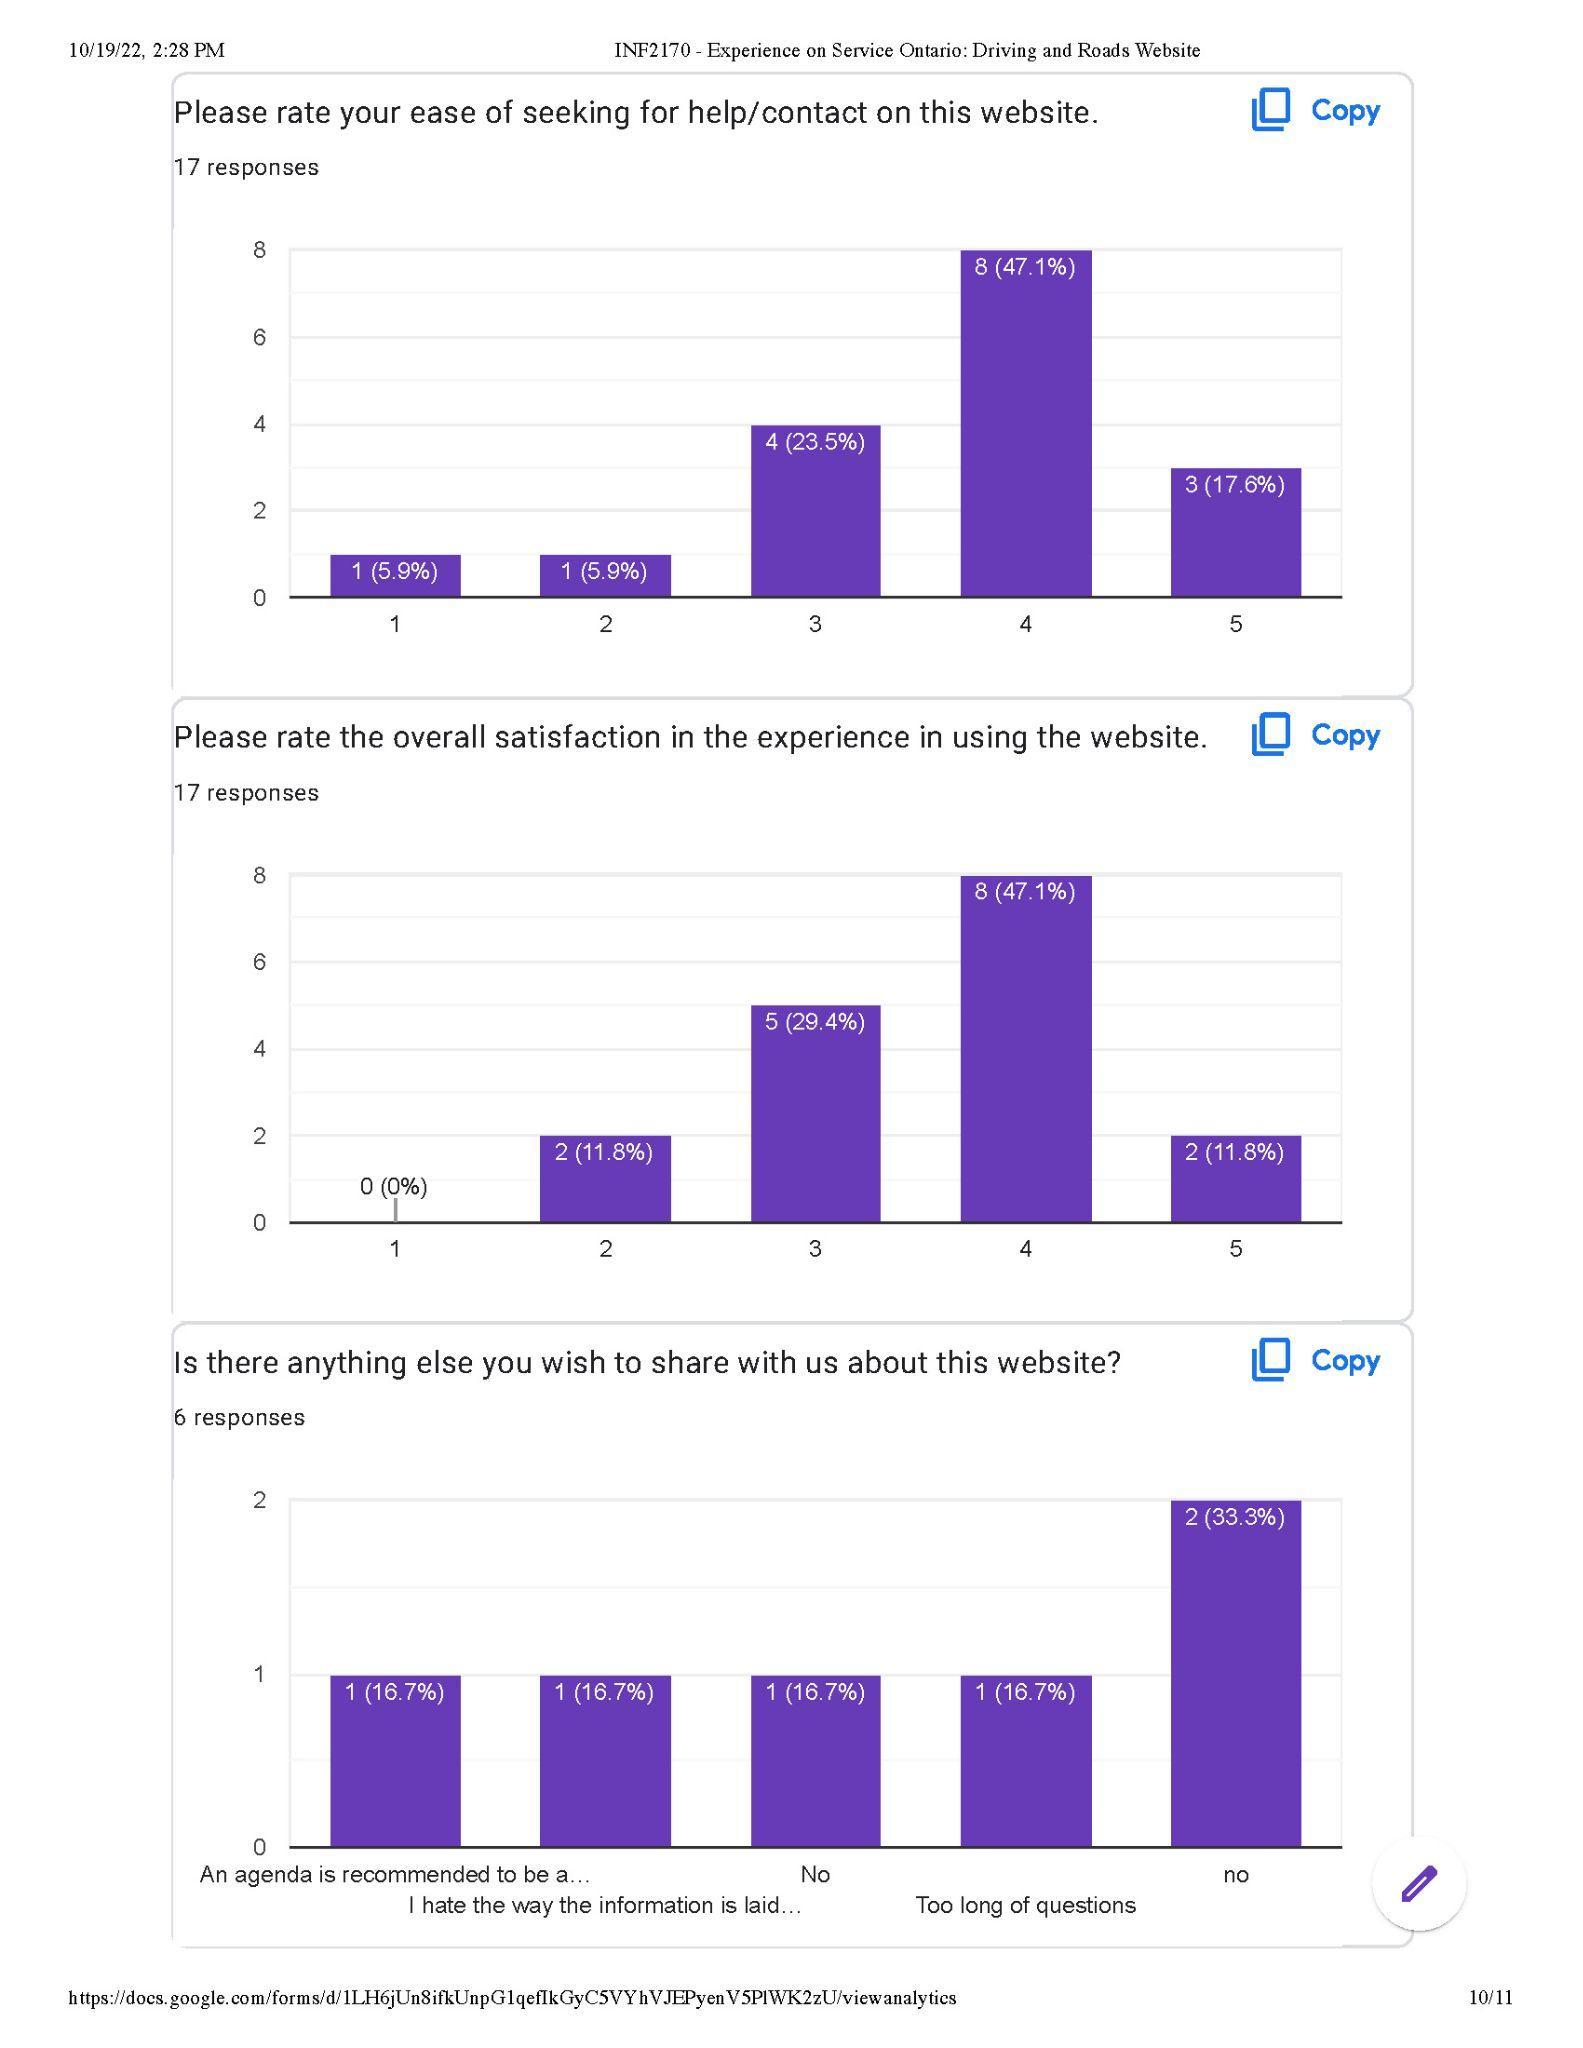 10/19/22, 2:28 PM INF2170 - Experience on Service Ontario: Driving and Roads Website
Please rate your ease of seeking for help/contact on this website. Copy
17 responses
8
8 (47.1%)
6
4
4 (23.5%)
3 (17.6%)
2
1 (5.9%) 1 (5.9%)
0
1 2 3 4 5
Please rate the overall satisfaction in the experience in using the website. Copy
17 responses
8
8 (47.1%)
6
5 (29.4%)
4
2
2 (11.8%) 2 (11.8%)
0 (0%)
0
1 2 3 4 5
Is there anything else you wish to share with us about this website? Copy
6 responses
2
2 (33.3%)
1
1 (16.7%) 1 (16.7%) 1 (16.7%) 1 (16.7%)
0
An agenda is recommended to be a… No no
I hate the way the information is laid… Too long of questions
https://docs.google.com/forms/d/1LH6jUn8ifkUnpG1qefIkGyC5VYhVJEPyenV5PlWK2zU/viewanalytics 10/11